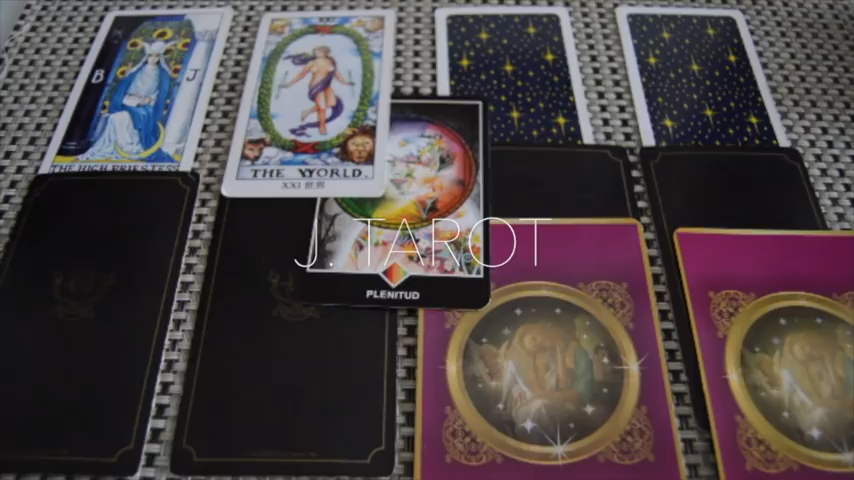 B J
THE HIGH PRIESTESS
XXI
THE WORLD.
XXI 世界
J. TAROT
PLENITUD